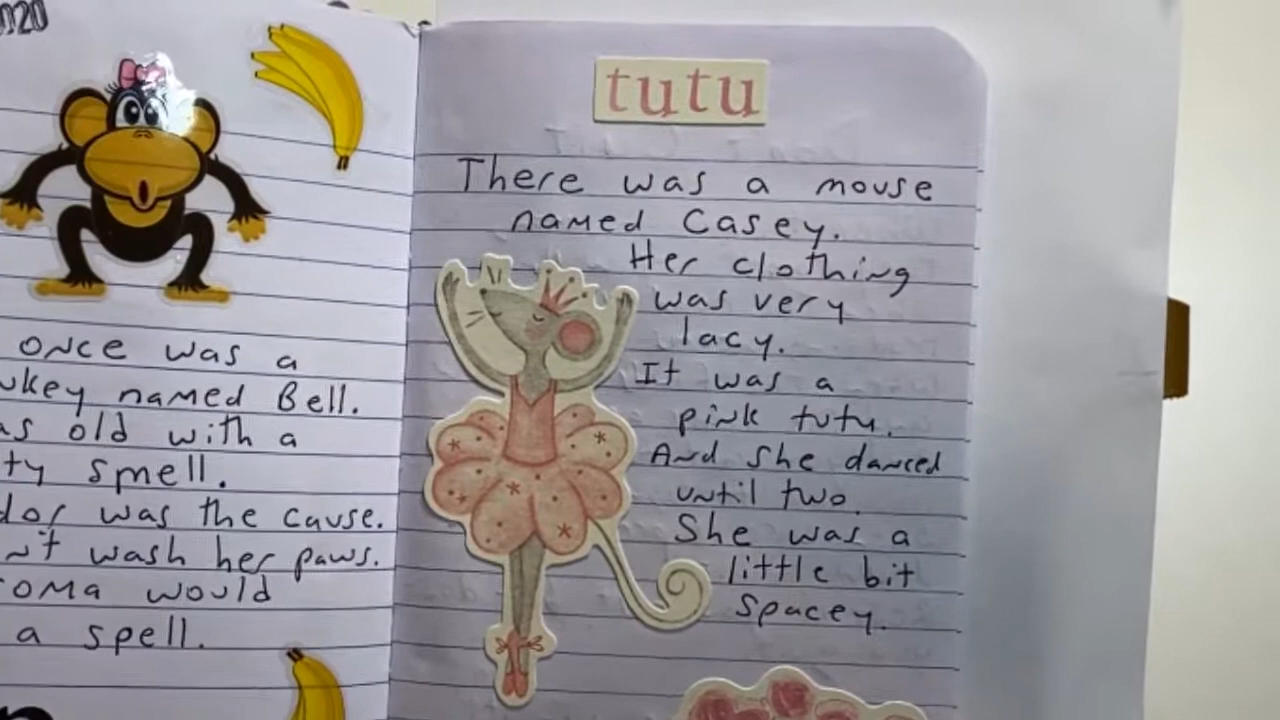 2020
once was a
nkey named Bell.
as old with a
ty smell.
dor was the cause.
n't wash her paws.
roma would
a spell.
tutu
There was a mouse
named Casey.
Her clothing
was very
lacy.
It was a
pink tutu.
And she danced
until two.
She was a
little bit
spacey.